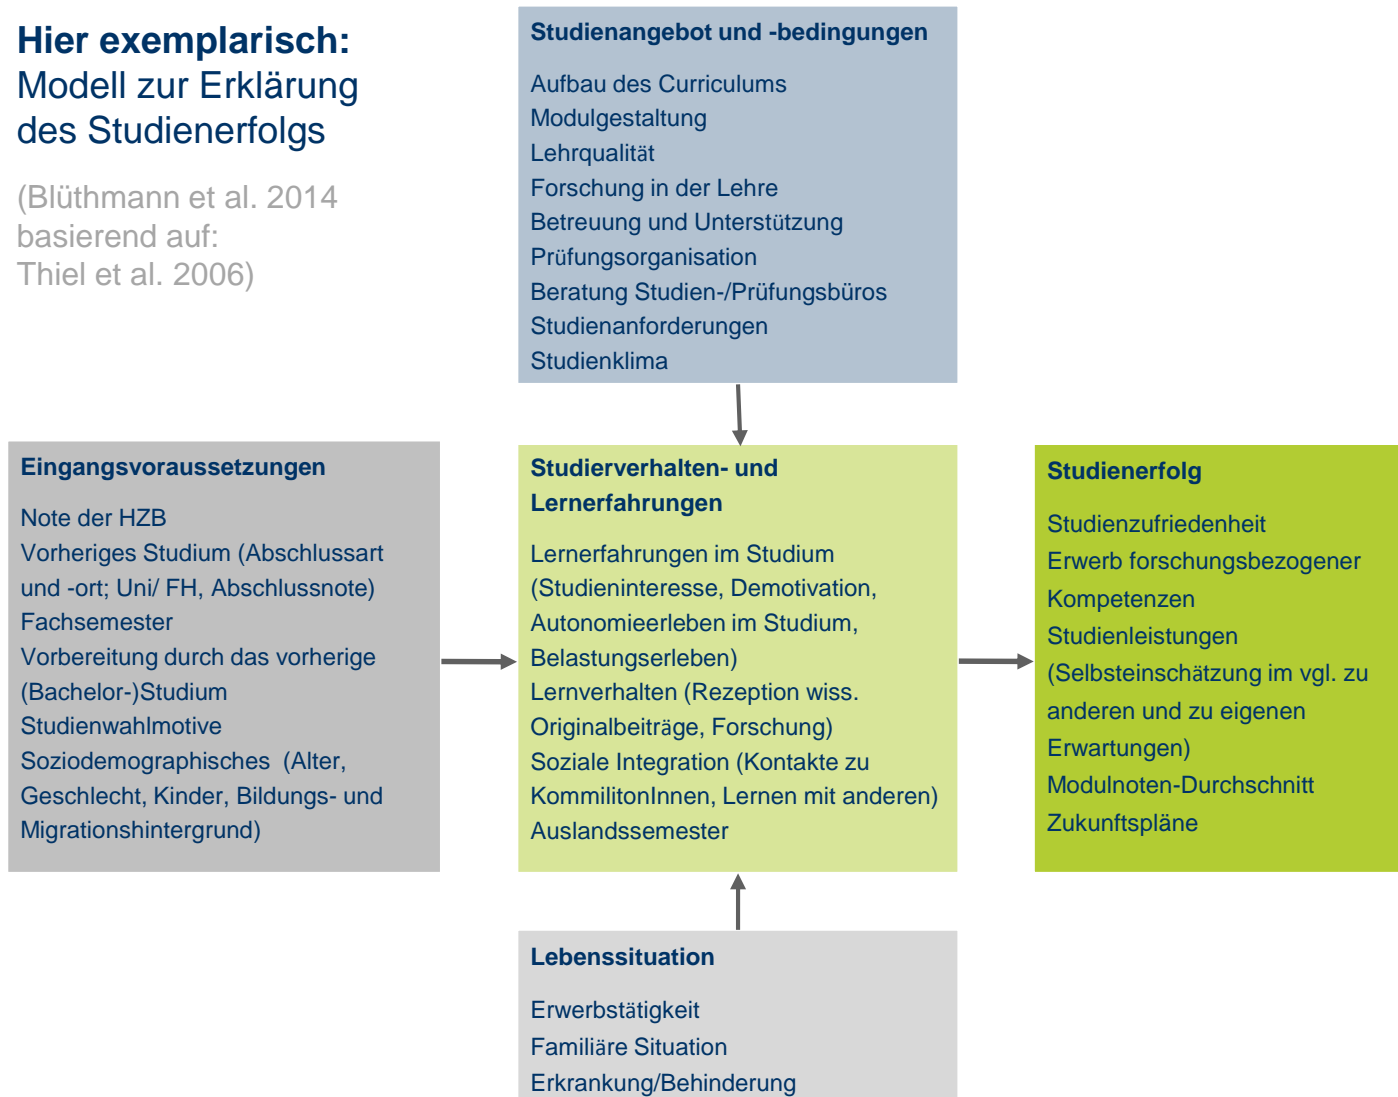 Hier exemplarisch:
Modell zur Erklärung
des Studienerfolgs
(Blüthmann et al. 2014
basierend auf:
Thiel et al. 2006)
Studienangebot und -bedingungen
Aufbau des Curriculums
Modulgestaltung
Lehrqualität
Forschung in der Lehre
Betreuung und Unterstützung
Prüfungsorganisation
Beratung Studien-/Prüfungsbüros
Studienanforderungen
Studienklima
Eingangsvoraussetzungen
Note der HZB
Vorheriges Studium (Abschlussart
und -ort; Uni/ FH, Abschlussnote)
Fachsemester
Vorbereitung durch das vorherige
(Bachelor-)Studium
Studienwahlmotive
Soziodemographisches (Alter,
Geschlecht, Kinder, Bildungs- und
Migrationshintergrund)
Studierverhalten- und
Lernerfahrungen
Lernerfahrungen im Studium
(Studieninteresse, Demotivation,
Autonomieerleben im Studium,
Belastungserleben)
Lernverhalten (Rezeption wiss.
Originalbeiträge, Forschung)
Soziale Integration (Kontakte zu
KommilitonInnen, Lernen mit anderen)
Auslandssemester
Studienerfolg
Studienzufriedenheit
Erwerb forschungsbezogener
Kompetenzen
Studienleistungen
(Selbsteinschätzung im vgl. zu
anderen und zu eigenen
Erwartungen)
Modulnoten-Durchschnitt
Zukunftspläne
Lebenssituation
Erwerbstätigkeit
Familiäre Situation
Erkrankung/Behinderung